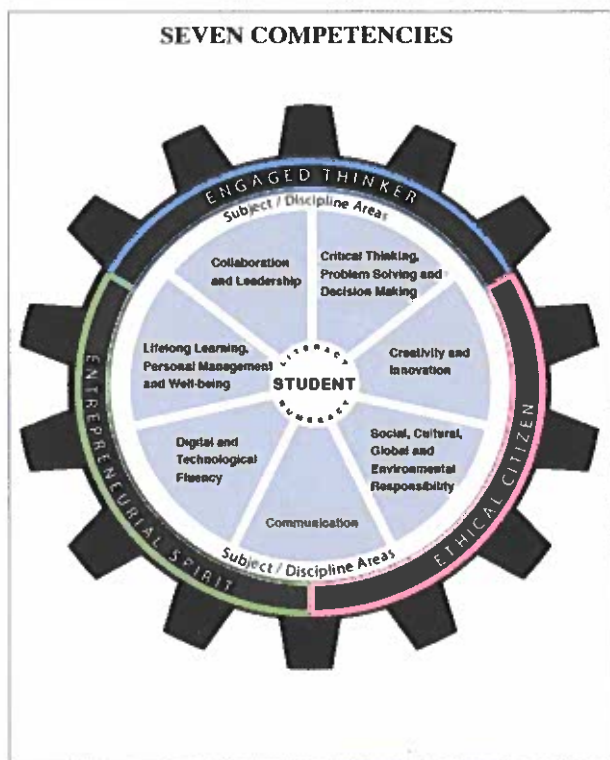 SEVEN COMPETENCIES
ENGAGED THINKER
Subject / Discipline Areas
Collaboration
and Leadership
Critical Thinking,
Problem Solving and
Decision Making
Lifelong Learning,
Personal Management
and Well-being
LITERACY
STUDENT
NUMERACY
Creativity and
Innovation
Digital and
Technological
Fluency
Social, Cultural,
Global and
Environmental
Responsibility
Communication
Subject / Discipline Areas
ENTREPRENEURIAL SPIRIT
ETHICAL CITIZEN